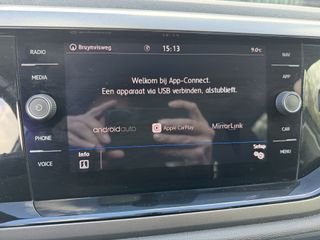 RADIO
MEDIA
PHONE
VOICE
Bruynvisweg 15:13 9.0°C
Welkom bij App-Connect.
Een apparaat via USB verbinden, alstublieft.
androidauto Apple CarPlay MirrorLink
Info Setup
NAV
APP
CAR
MENU